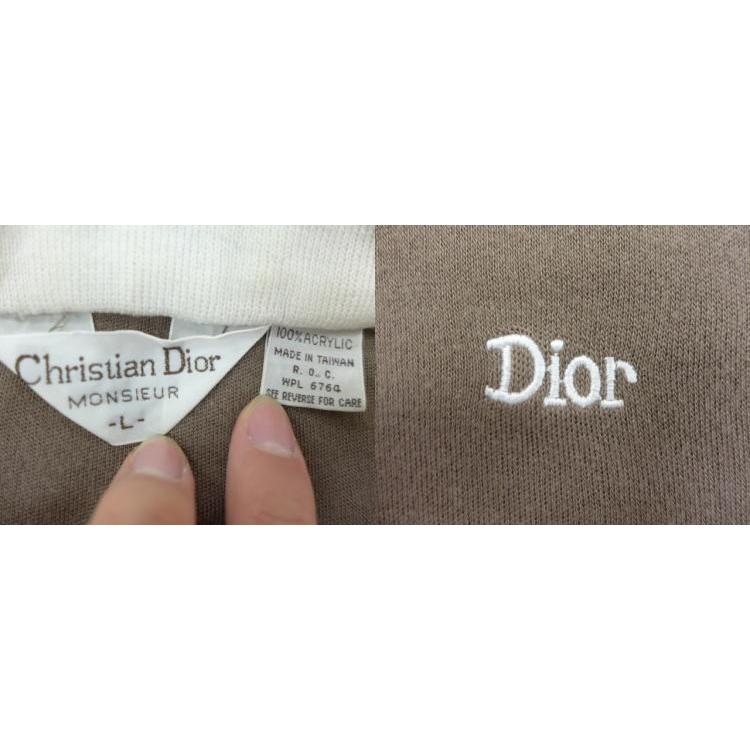 Christian Dior
MONSIEUR
-L-
100% ACRYLIC
MADE IN TAIWAN
R. O. C.
WPL 6764
SEE REVERSE FOR CARE
Dior